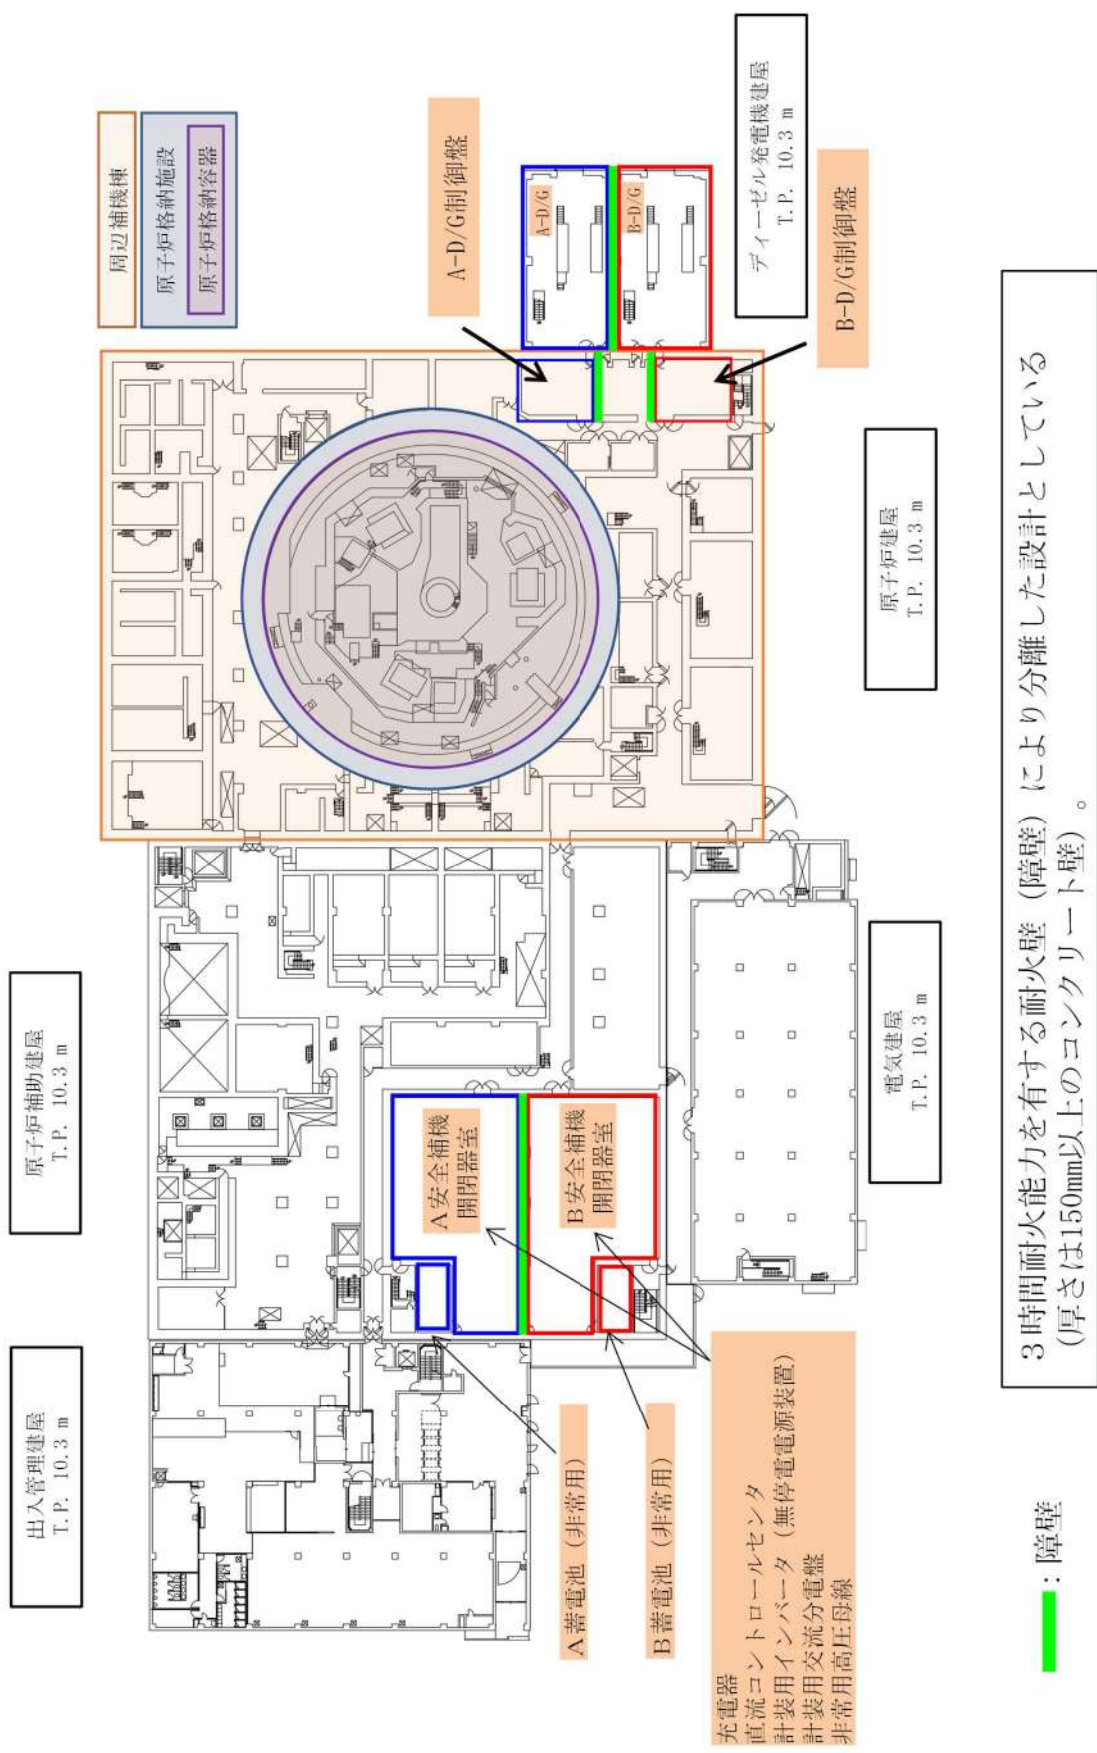 出入管理建屋
T.P. 10.3 m
原子炉補助建屋
T.P. 10.3 m
周辺補機棟
原子炉格納施設
原子炉格納容器
A-D/G制御盤
A-D/G
B-D/G
ディーゼル発電機建屋
T.P. 10.3 m
B-D/G制御盤
A安全補機
開閉器室
B安全補機
開閉器室
A蓄電池（非常用）
B蓄電池（非常用）
充電器
直流コントロールセンタ
計装用インバータ（無停電電源装置）
計装用交流分電盤
非常用高圧母線
電気建屋
T.P. 10.3 m
原子炉建屋
T.P. 10.3 m
：障壁
３時間耐火能力を有する耐火壁（障壁）により分離した設計としている
(厚さは150mm以上のコンクリート壁)。